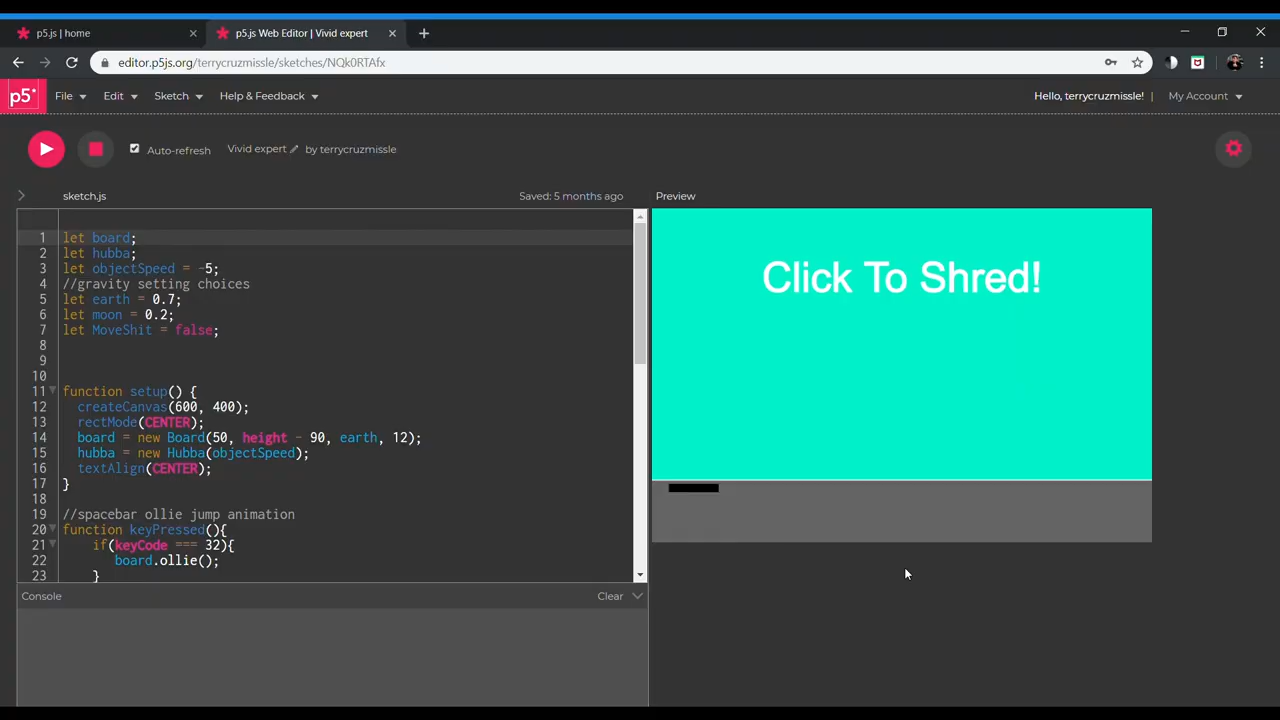 p5.js | home
p5.js Web Editor | Vivid expert
editor.p5js.org/terrycruzmissle/sketches/NQk0RTAfx
p5* File Edit Sketch Help & Feedback Hello, terrycruzmissle! | My Account
Auto-refresh Vivid expert by terrycruzmissle
sketch.js Saved: 5 months ago Preview
1 let board;
2 let hubba;
3 let objectSpeed = -5;
4 //gravity setting choices
5 let earth = 0.7;
6 let moon = 0.2;
7 let MoveShit = false;
8
9
10
11 function setup() {
12 createCanvas(600, 400);
13 rectMode(CENTER);
14 board = new Board(50, height - 90, earth, 12);
15 hubba = new Hubba(objectSpeed);
16 textAlign(CENTER);
17 }
18
19 //spacebar ollie jump animation
20 function keyPressed(){
21 if(keyCode === 32){
22 board.ollie();
23 }
Console Clear
Click To Shred!